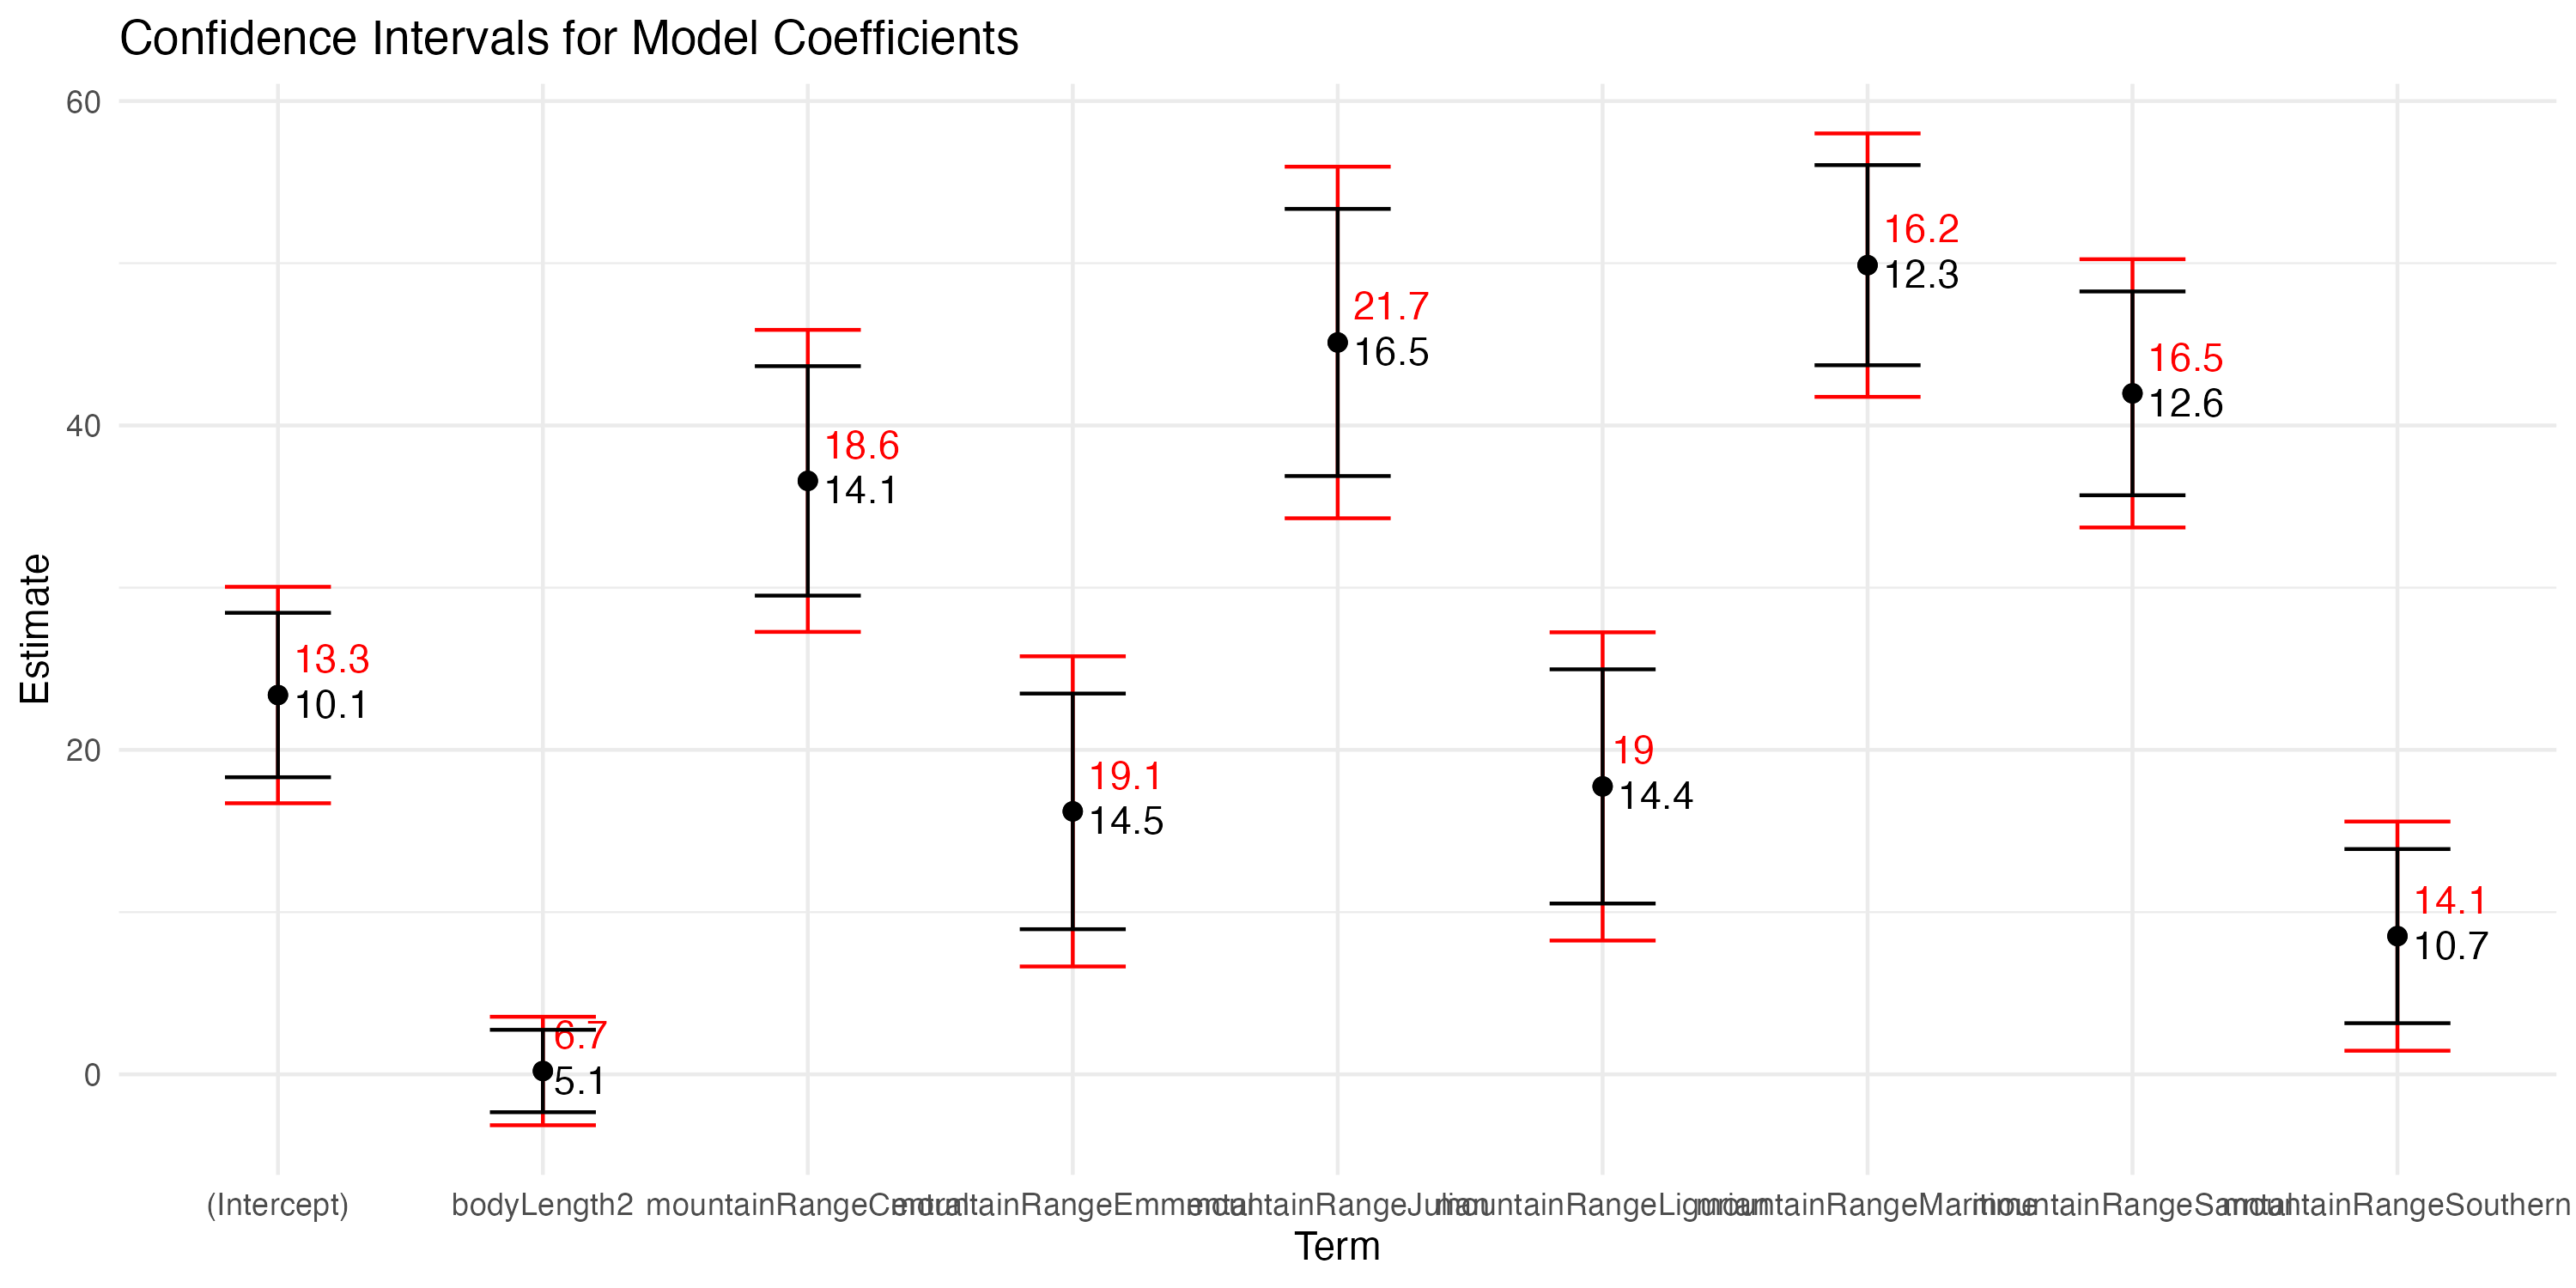 Confidence Intervals for Model Coefficients
60
40
20
0
Estimate
13.3
10.1
6.7
5.1
18.6
14.1
19.1
14.5
21.7
16.5
19
14.4
16.2
12.3
16.5
12.6
14.1
10.7
(Intercept)
bodyLength2
mountainRangeCentral
mountainRangeEmmental
mountainRangeJulian
mountainRangeLigurian
mountainRangeMaritime
mountainRangeSarntal
mountainRangeSouthern
Term